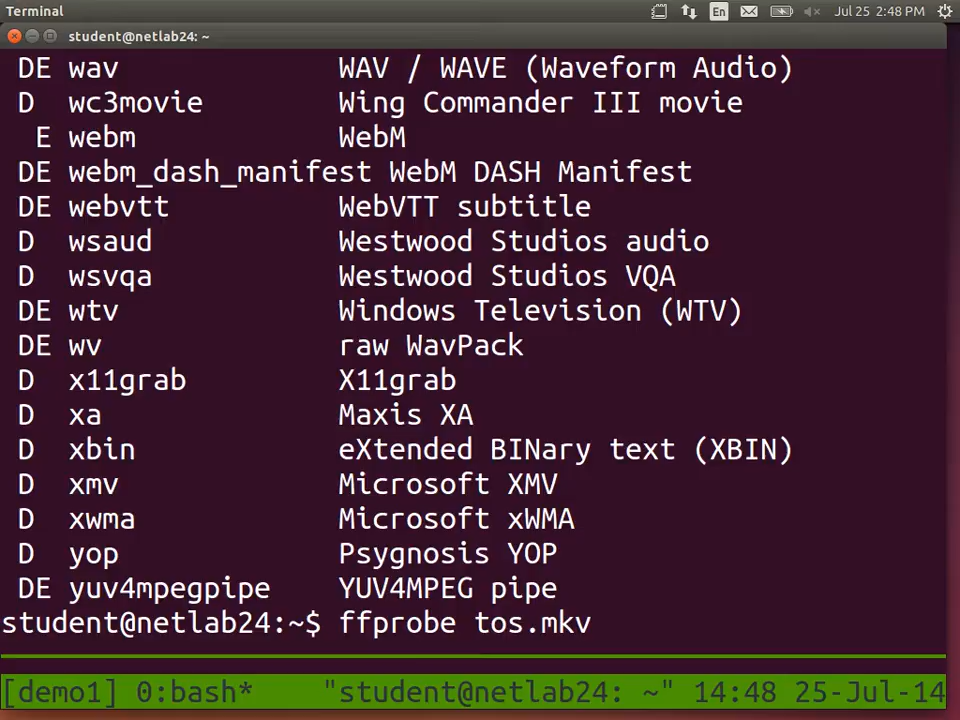 Terminal
En
Jul 25 2:48 PM
student@netlab24: ~
DE wav WAV / WAVE (Waveform Audio)
D wc3movie Wing Commander III movie
E webm WebM
DE webm_dash_manifest WebM DASH Manifest
DE webvtt WebVTT subtitle
D wsaud Westwood Studios audio
D wsvqa Westwood Studios VQA
DE wtv Windows Television (WTV)
DE wv raw WavPack
D x11grab X11grab
D xa Maxis XA
D xbin eXtended BINary text (XBIN)
D xmv Microsoft XMV
D xwma Microsoft xWMA
D yop Psygnosis YOP
DE yuv4mpegpipe YUV4MPEG pipe
student@netlab24:~$ ffprobe tos.mkv
[demo1] 0:bash* "student@netlab24: ~" 14:48 25-Jul-14